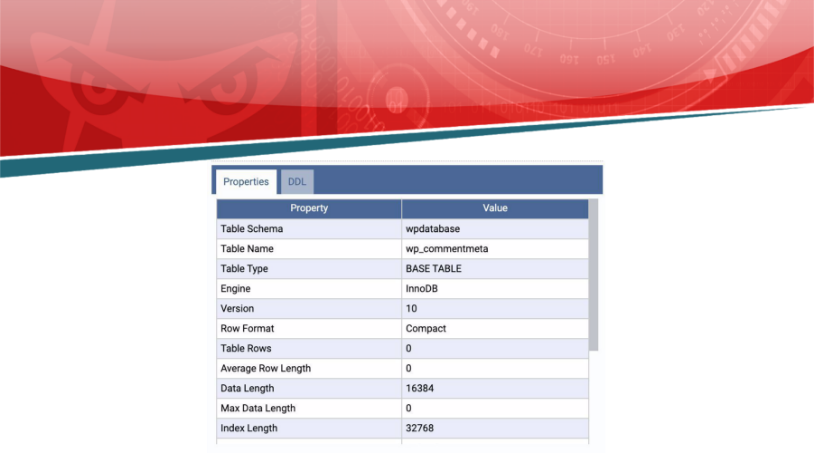 Properties DDL
Property Value
Table Schema wpdatabase
Table Name wp_commentmeta
Table Type BASE TABLE
Engine InnoDB
Version 10
Row Format Compact
Table Rows 0
Average Row Length 0
Data Length 16384
Max Data Length 0
Index Length 32768